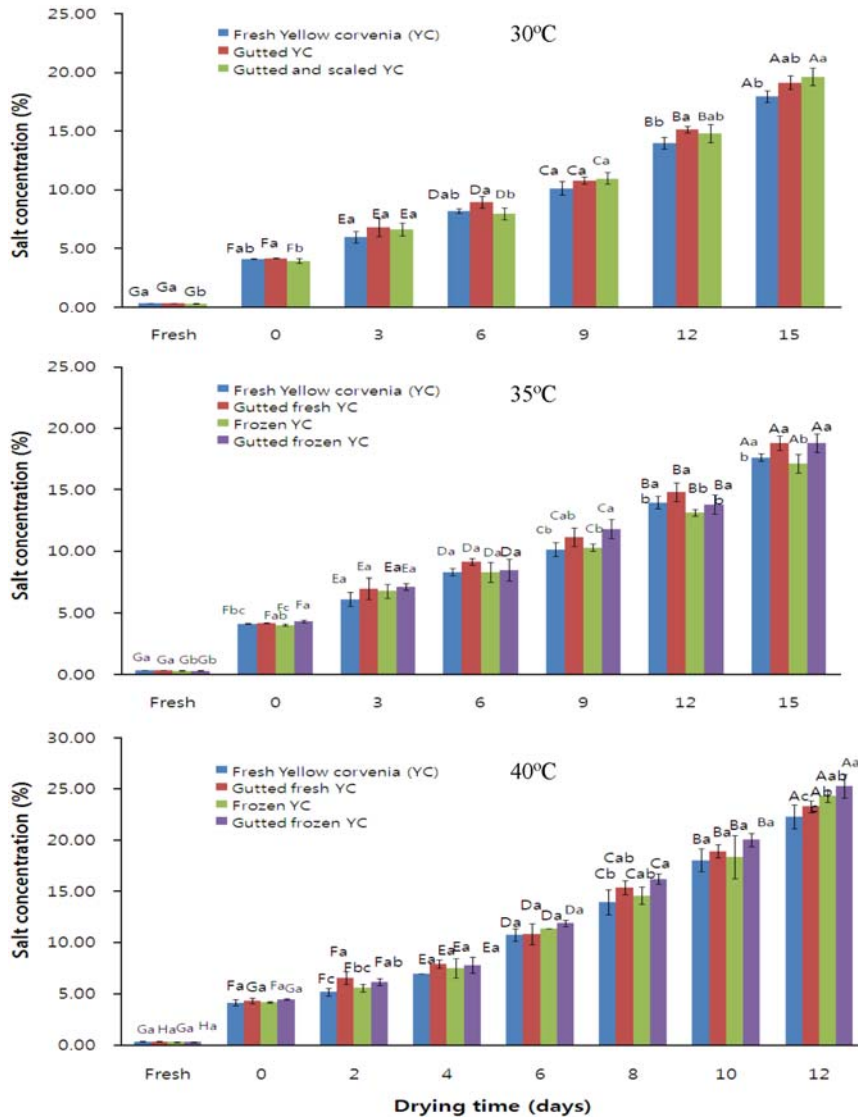 25.00
20.00
15.00
10.00
5.00
0.00
Salt concentration (%)
Fresh Yellow corvenia (YC)
Gutted YC
Gutted and scaled YC
30ºC
Ga Ga Gb
Fab Fa Fb
Ea Ea Ea
Dab Da Db
Ca Ca Ca
Bb Ba Bab
Ab Aab Aa
Fresh 0 3 6 9 12 15
25.00
20.00
15.00
10.00
5.00
0.00
Salt concentration (%)
Fresh Yellow corvenia (YC)
Gutted fresh YC
Frozen YC
Gutted frozen YC
35ºC
Ga Ga Gb Gb
Fbc Fab Fc Fa
Ea Ea Ea Ea
Da Da Da Da
Cb Cab Cb Ca
Ba Ba Bb Ba
b b
Aa Aa Ab Aa
b
Fresh 0 3 6 9 12 15
30.00
25.00
20.00
15.00
10.00
5.00
0.00
Salt concentration (%)
Fresh Yellow corvenia (YC)
Gutted fresh YC
Frozen YC
Gutted frozen YC
40ºC
Ga Ha Ga Ha
Fa Ga Fa Ga
Fc Fa Fbc Fab
Ea Ea Ea Ea
Da Da Da Da
Cb Cab Cab Ca
Ba Ba Ba Ba
Ac Ab Aab Aa
c
Fresh 0 2 4 6 8 10 12
Drying time (days)